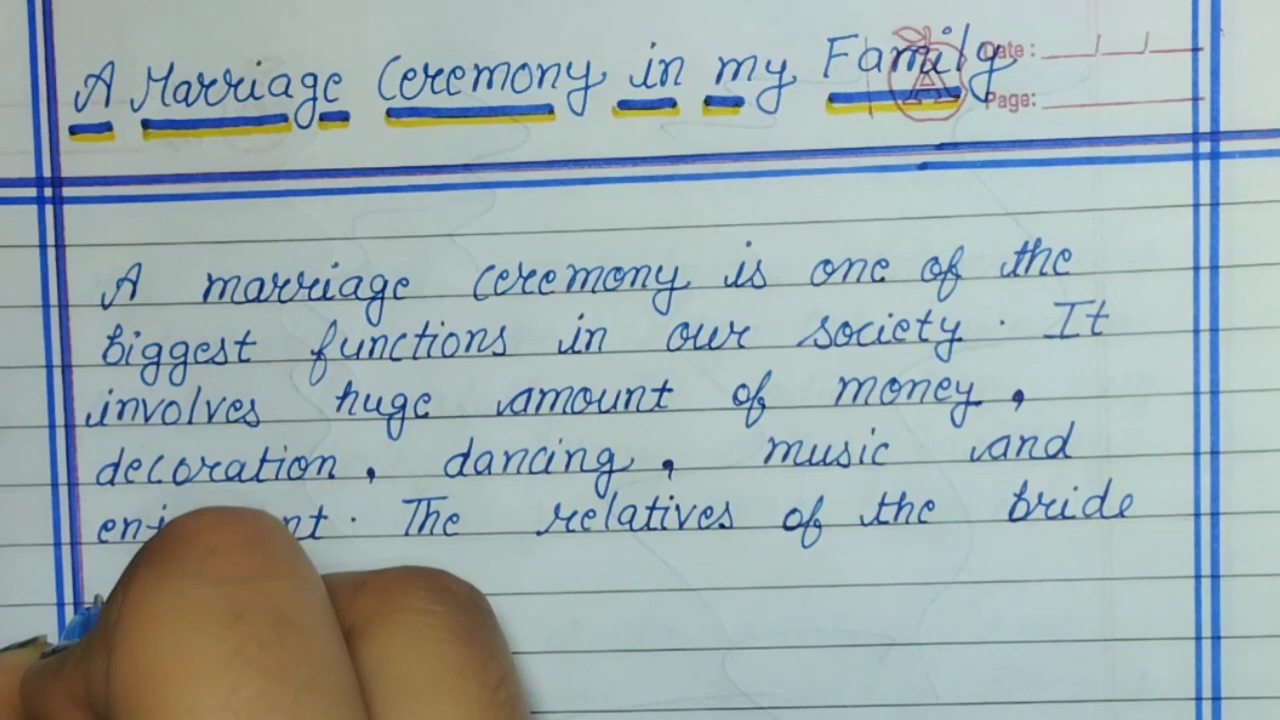 A Marriage Ceremony in my Family
Date :
Page:
A marriage ceremony is one of the
biggest functions in our society. It
involves huge amount of money,
decoration, dancing, music and
The relatives of the bride